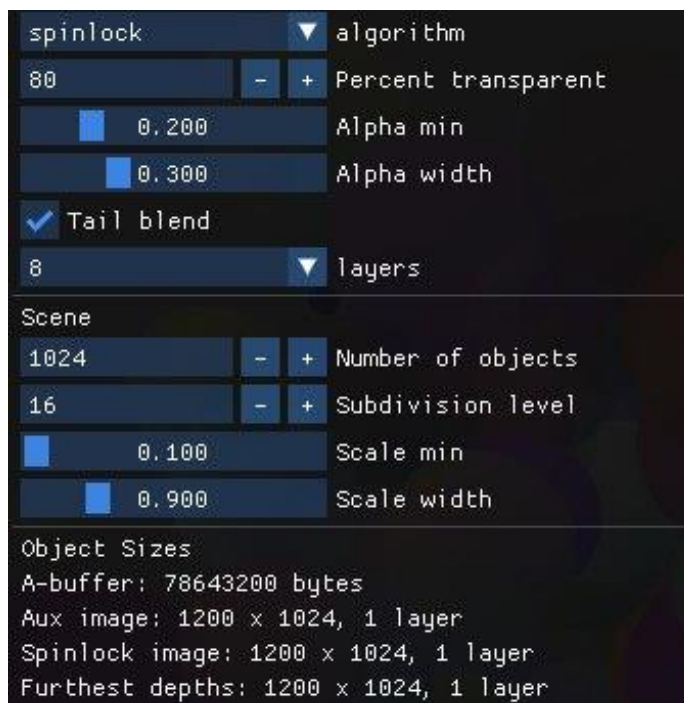 spinlock algorithm
80 - + Percent transparent
0.200 Alpha min
0.300 Alpha width
Tail blend
8 layers
Scene
1024 - + Number of objects
16 - + Subdivision level
0.100 Scale min
0.900 Scale width
Object Sizes
A-buffer: 78643200 bytes
Aux image: 1200 x 1024, 1 layer
Spinlock image: 1200 x 1024, 1 layer
Furthest depths: 1200 x 1024, 1 layer